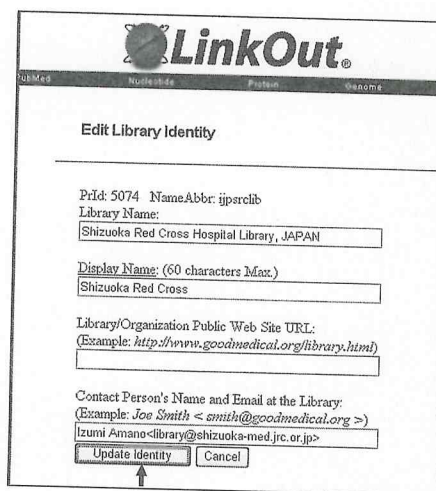 LinkOut®
PubMed Nucleotide Protein Genome
Edit Library Identity
PrId: 5074 NameAbbr: ijpsrclib
Library Name:
Shizuoka Red Cross Hospital Library, JAPAN
Display Name: (60 characters Max.)
Shizuoka Red Cross
Library/Organization Public Web Site URL:
(Example: http://www.goodmedical.org/library.html)
Contact Person's Name and Email at the Library:
(Example: Joe Smith < smith@goodmedical.org >)
Izumi Amano<library@shizuoka-med.jrc.or.jp>
Update Identity Cancel